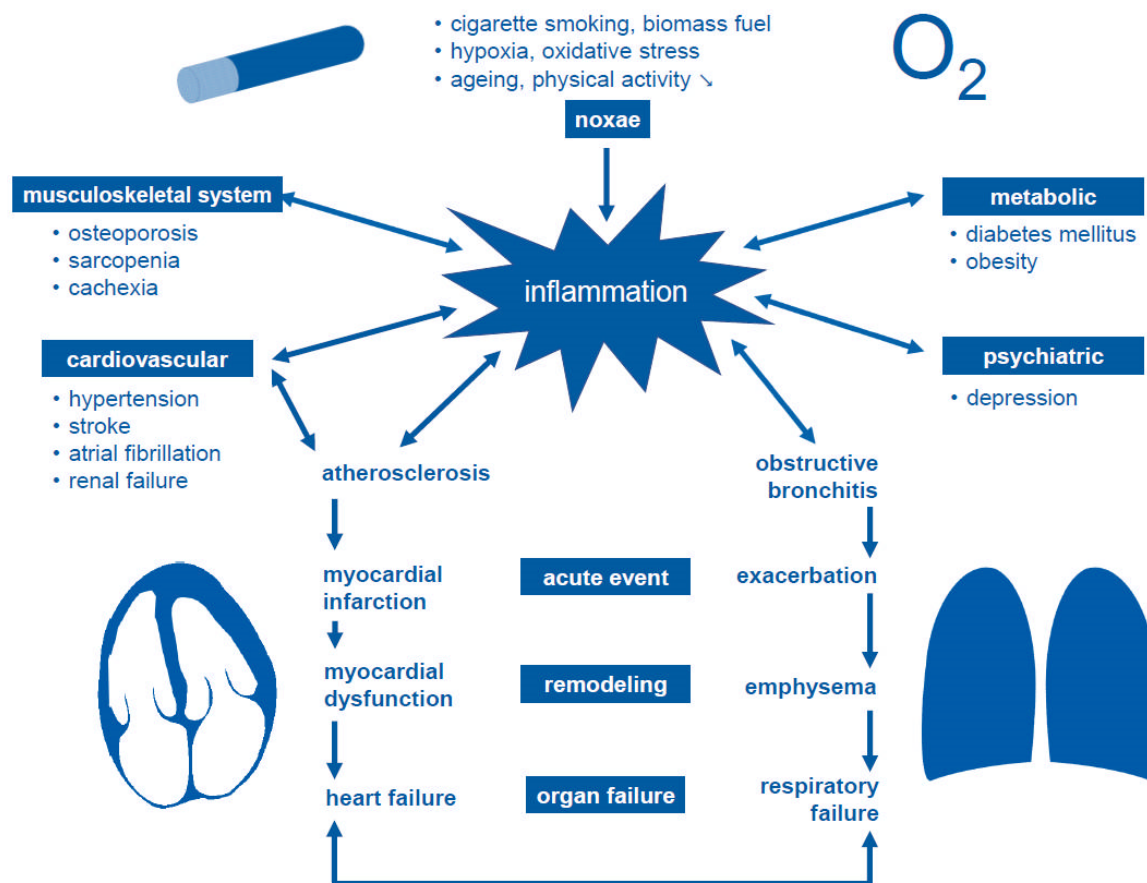 • cigarette smoking, biomass fuel
• hypoxia, oxidative stress
• ageing, physical activity ↘
O2
noxae
musculoskeletal system
• osteoporosis
• sarcopenia
• cachexia
inflammation
metabolic
• diabetes mellitus
• obesity
cardiovascular
• hypertension
• stroke
• atrial fibrillation
• renal failure
psychiatric
• depression
atherosclerosis
obstructive
bronchitis
myocardial
infarction
acute event
exacerbation
myocardial
dysfunction
remodeling
emphysema
heart failure
organ failure
respiratory
failure